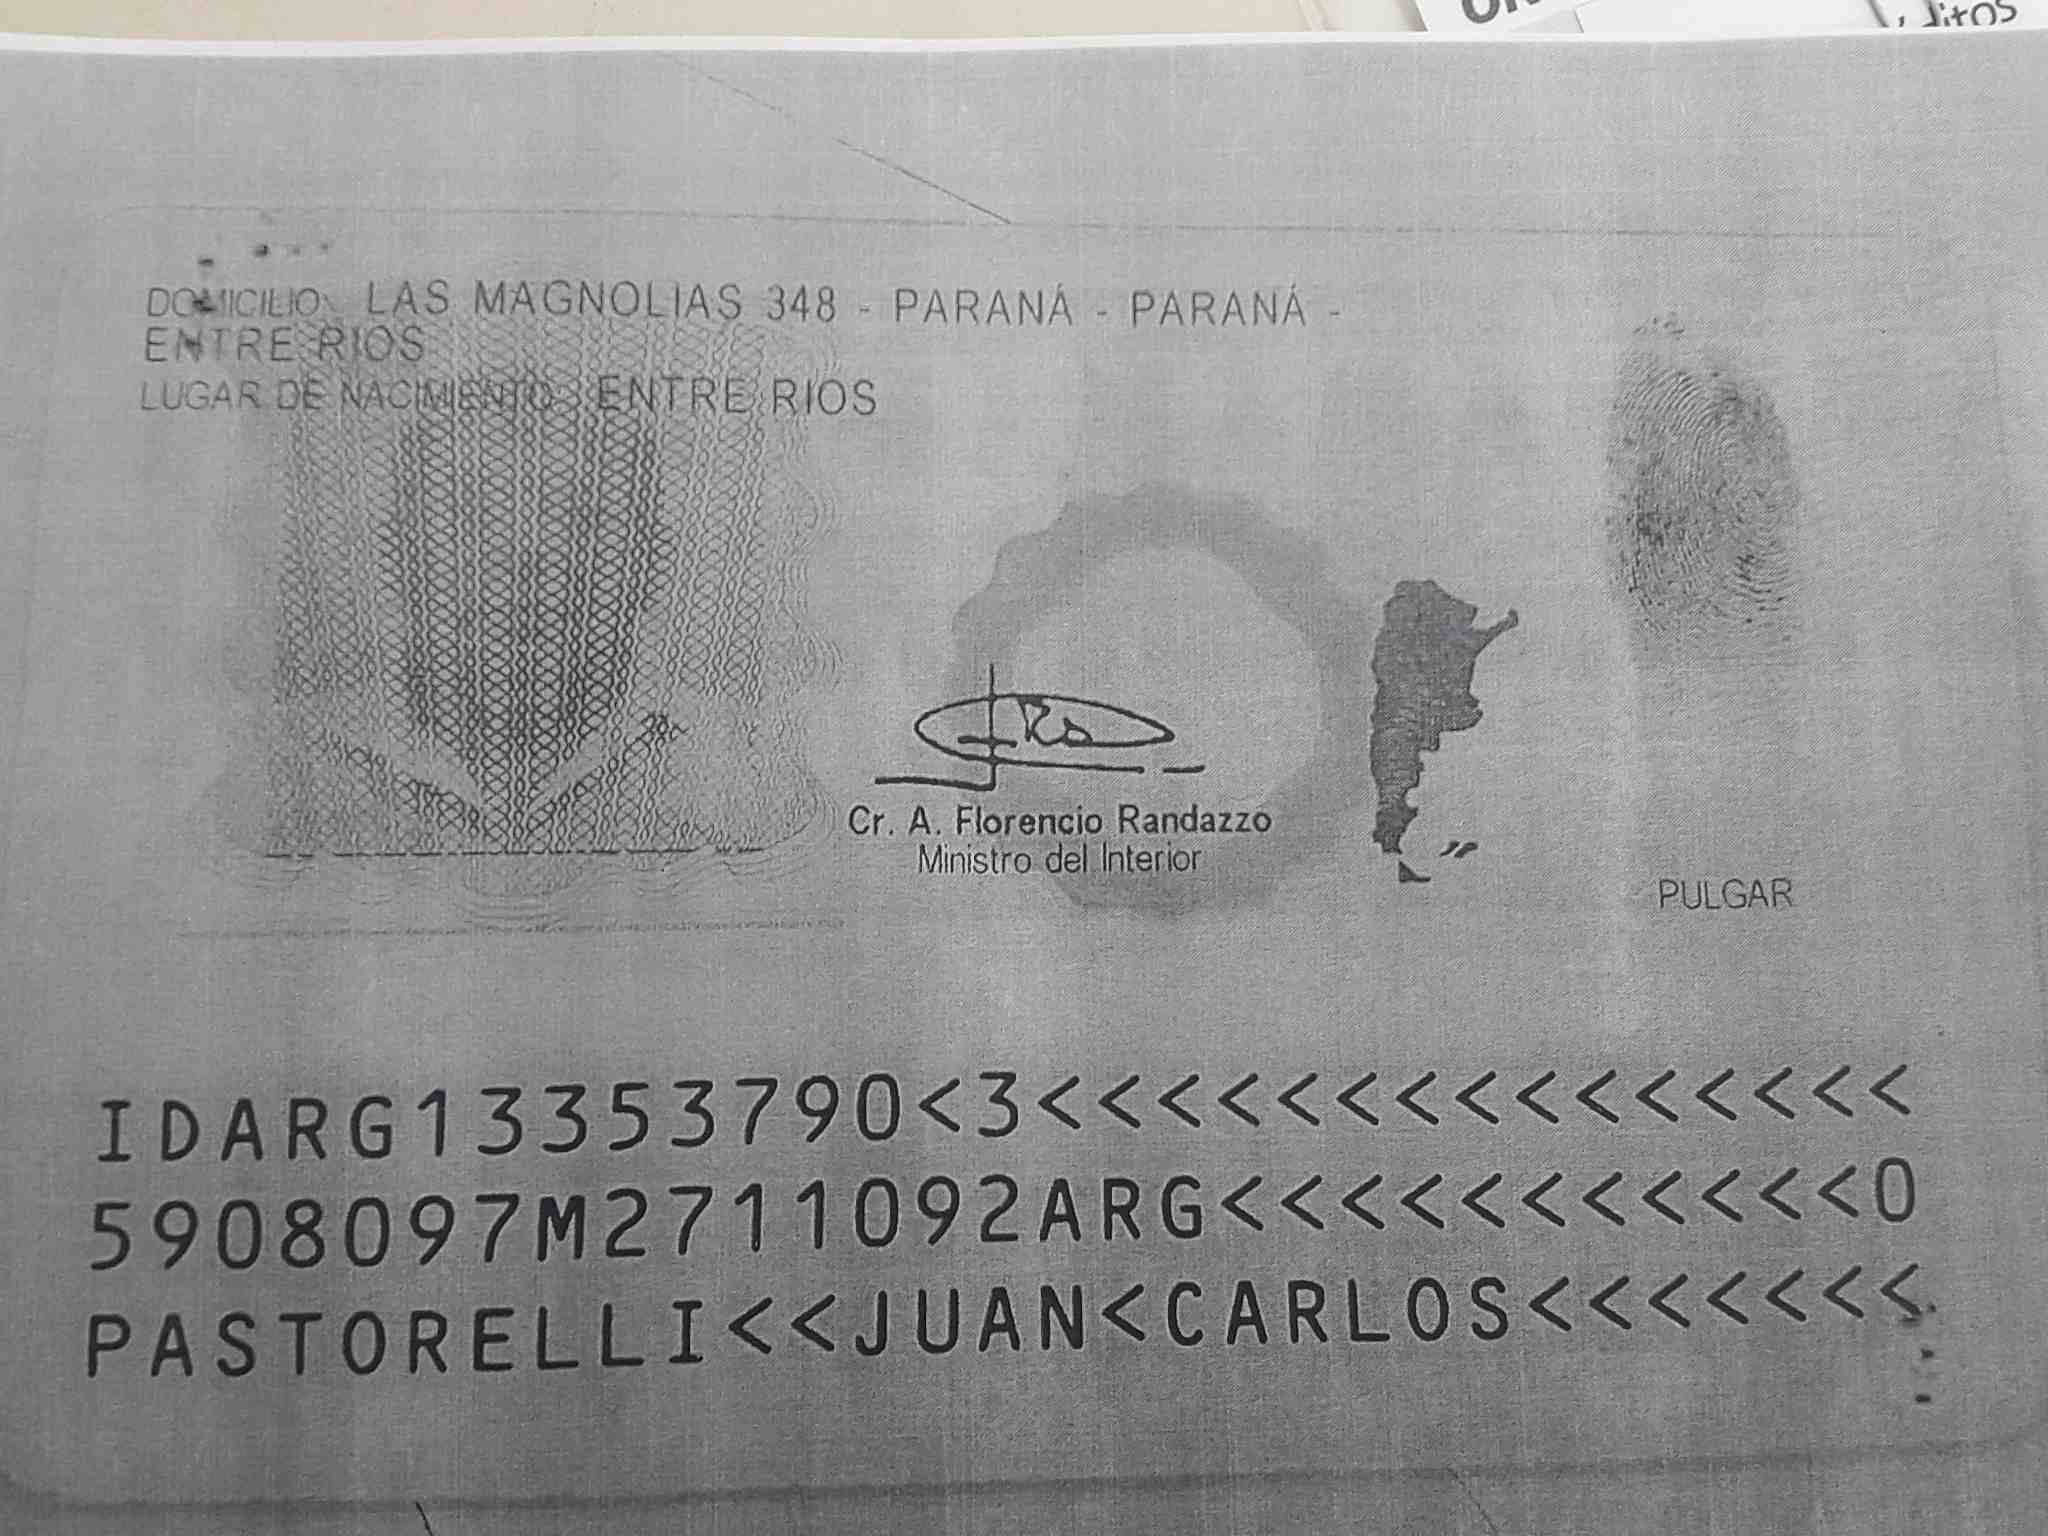 ditos
DOMICILIO: LAS MAGNOLIAS 348 - PARANÁ - PARANÁ -
ENTRE RIOS
LUGAR DE NACIMIENTO: ENTRE RIOS
Cr. A. Florencio Randazzo
Ministro del Interior
PULGAR
IDARG13353790<3<<<<<<<<<<<<<<<
5908097M2711092ARG<<<<<<<<<<<0
PASTORELLI<<JUAN<CARLOS<<<<<<<